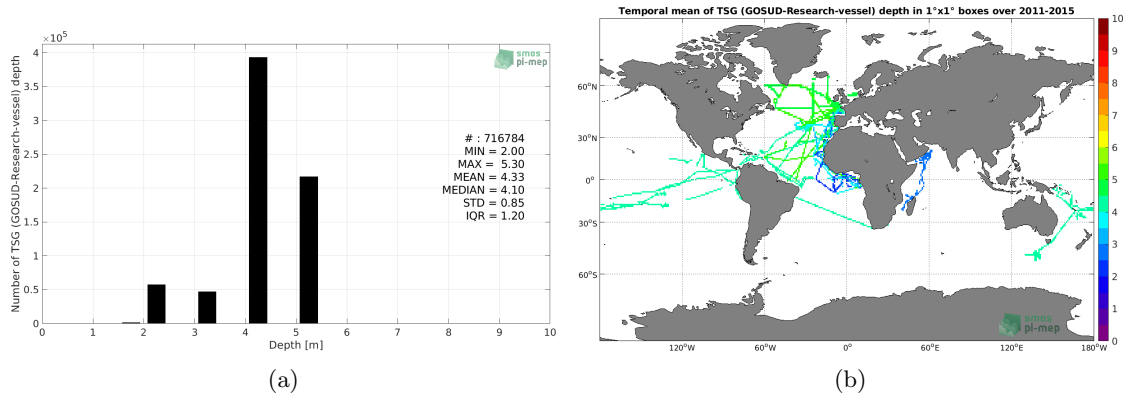 ×10⁵
4
3.5
3
2.5
2
1.5
1
0.5
0
Number of TSG (GOSUD-Research-vessel) depth
smos
pi-mep
# : 716784
MIN = 2.00
MAX = 5.30
MEAN = 4.33
MEDIAN = 4.10
STD = 0.85
IQR = 1.20
0 1 2 3 4 5 6 7 8 9 10
Depth [m]
(a)
Temporal mean of TSG (GOSUD-Research-vessel) depth in 1°x1° boxes over 2011-2015
60°N
30°N
0°
30°S
60°S
120°W 60°W 0° 60°E 120°E 180°W
smos
pi-mep
10
9
8
7
6
5
4
3
2
1
0
(b)